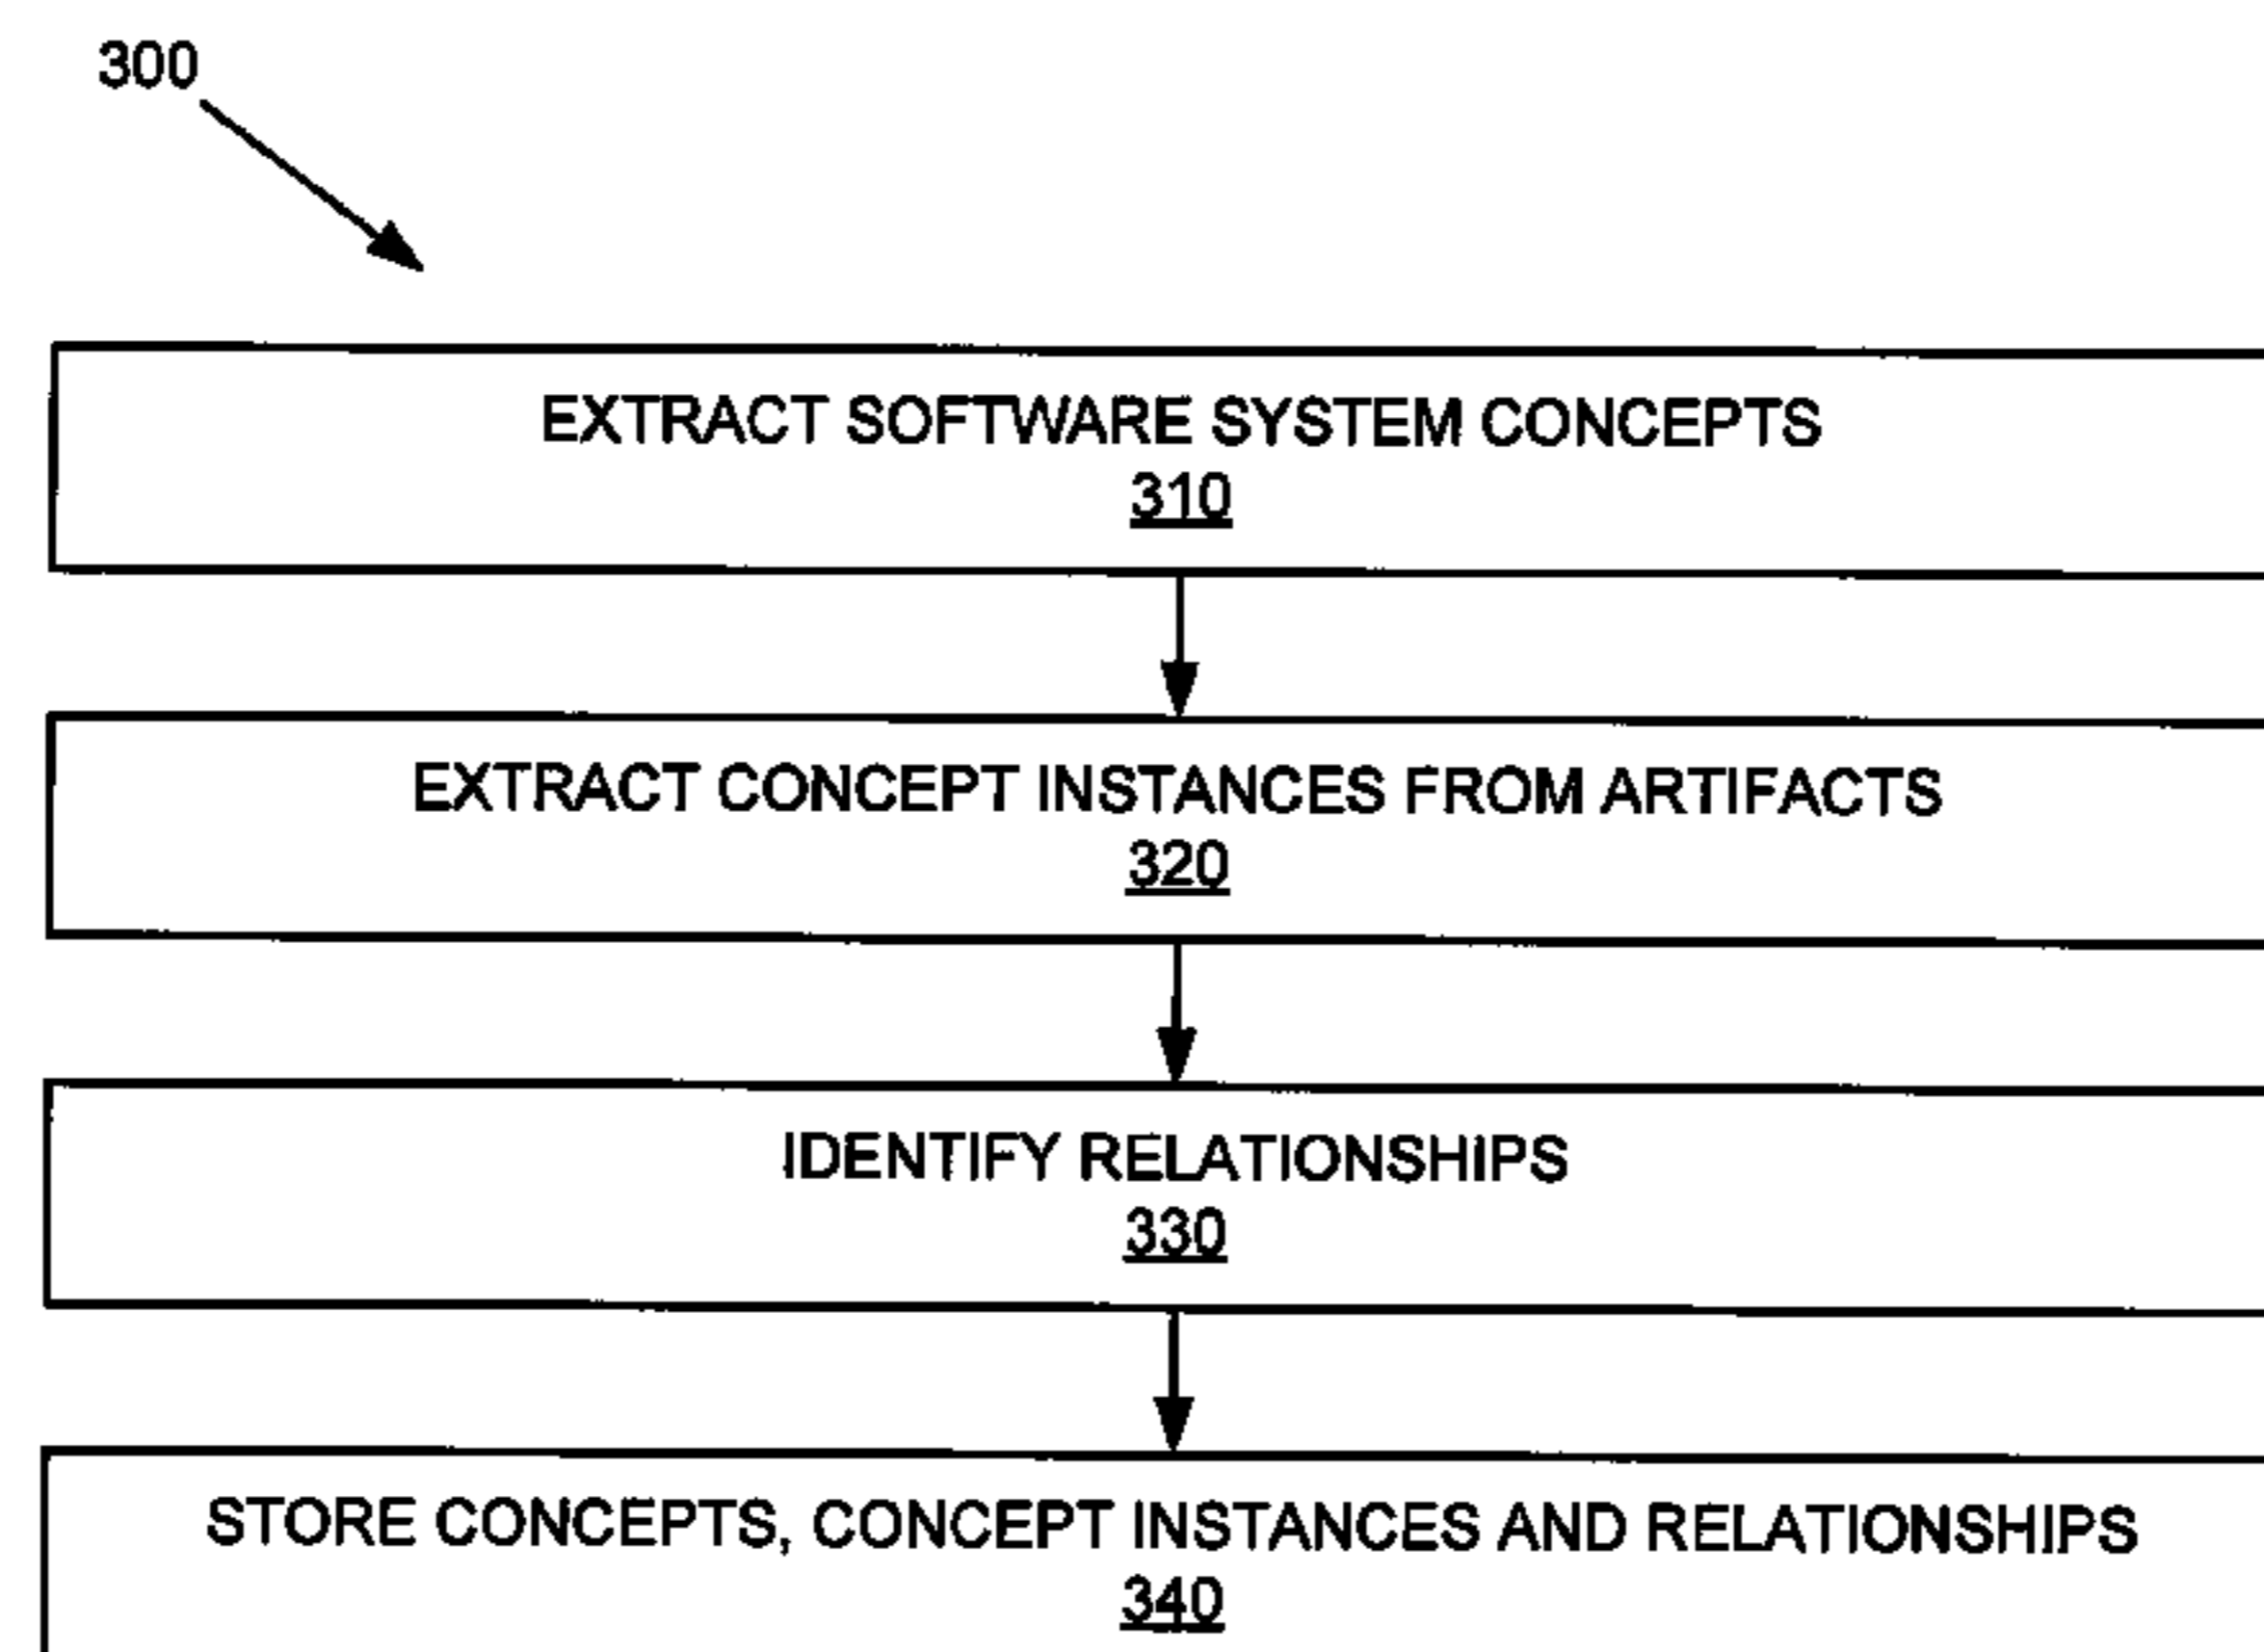 300
EXTRACT SOFTWARE SYSTEM CONCEPTS
310
EXTRACT CONCEPT INSTANCES FROM ARTIFACTS
320
IDENTIFY RELATIONSHIPS
330
STORE CONCEPTS, CONCEPT INSTANCES AND RELATIONSHIPS
340